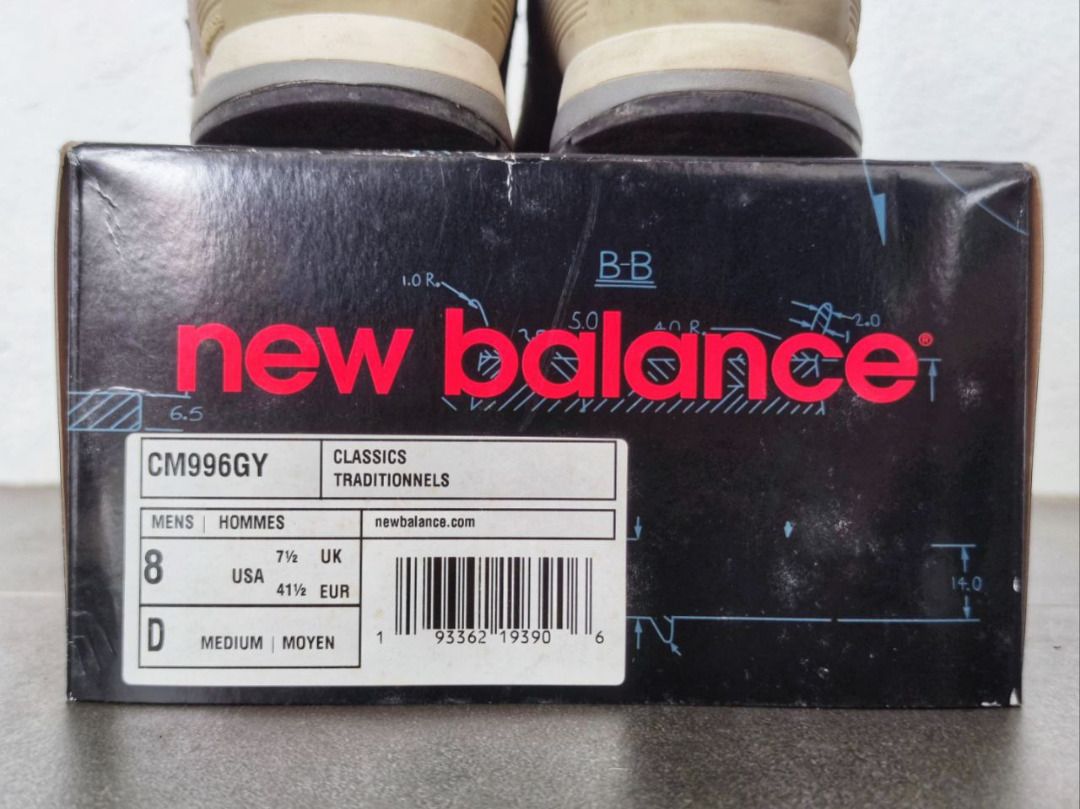 B-B
1.0 R.
5.0
4.0 R.
2.0
new balance®
6.5
CM996GY
CLASSICS
TRADITIONNELS
MENS | HOMMES
newbalance.com
8
USA
7½ UK
41½ EUR
D
MEDIUM | MOYEN
1 93362 19390 6
14.0